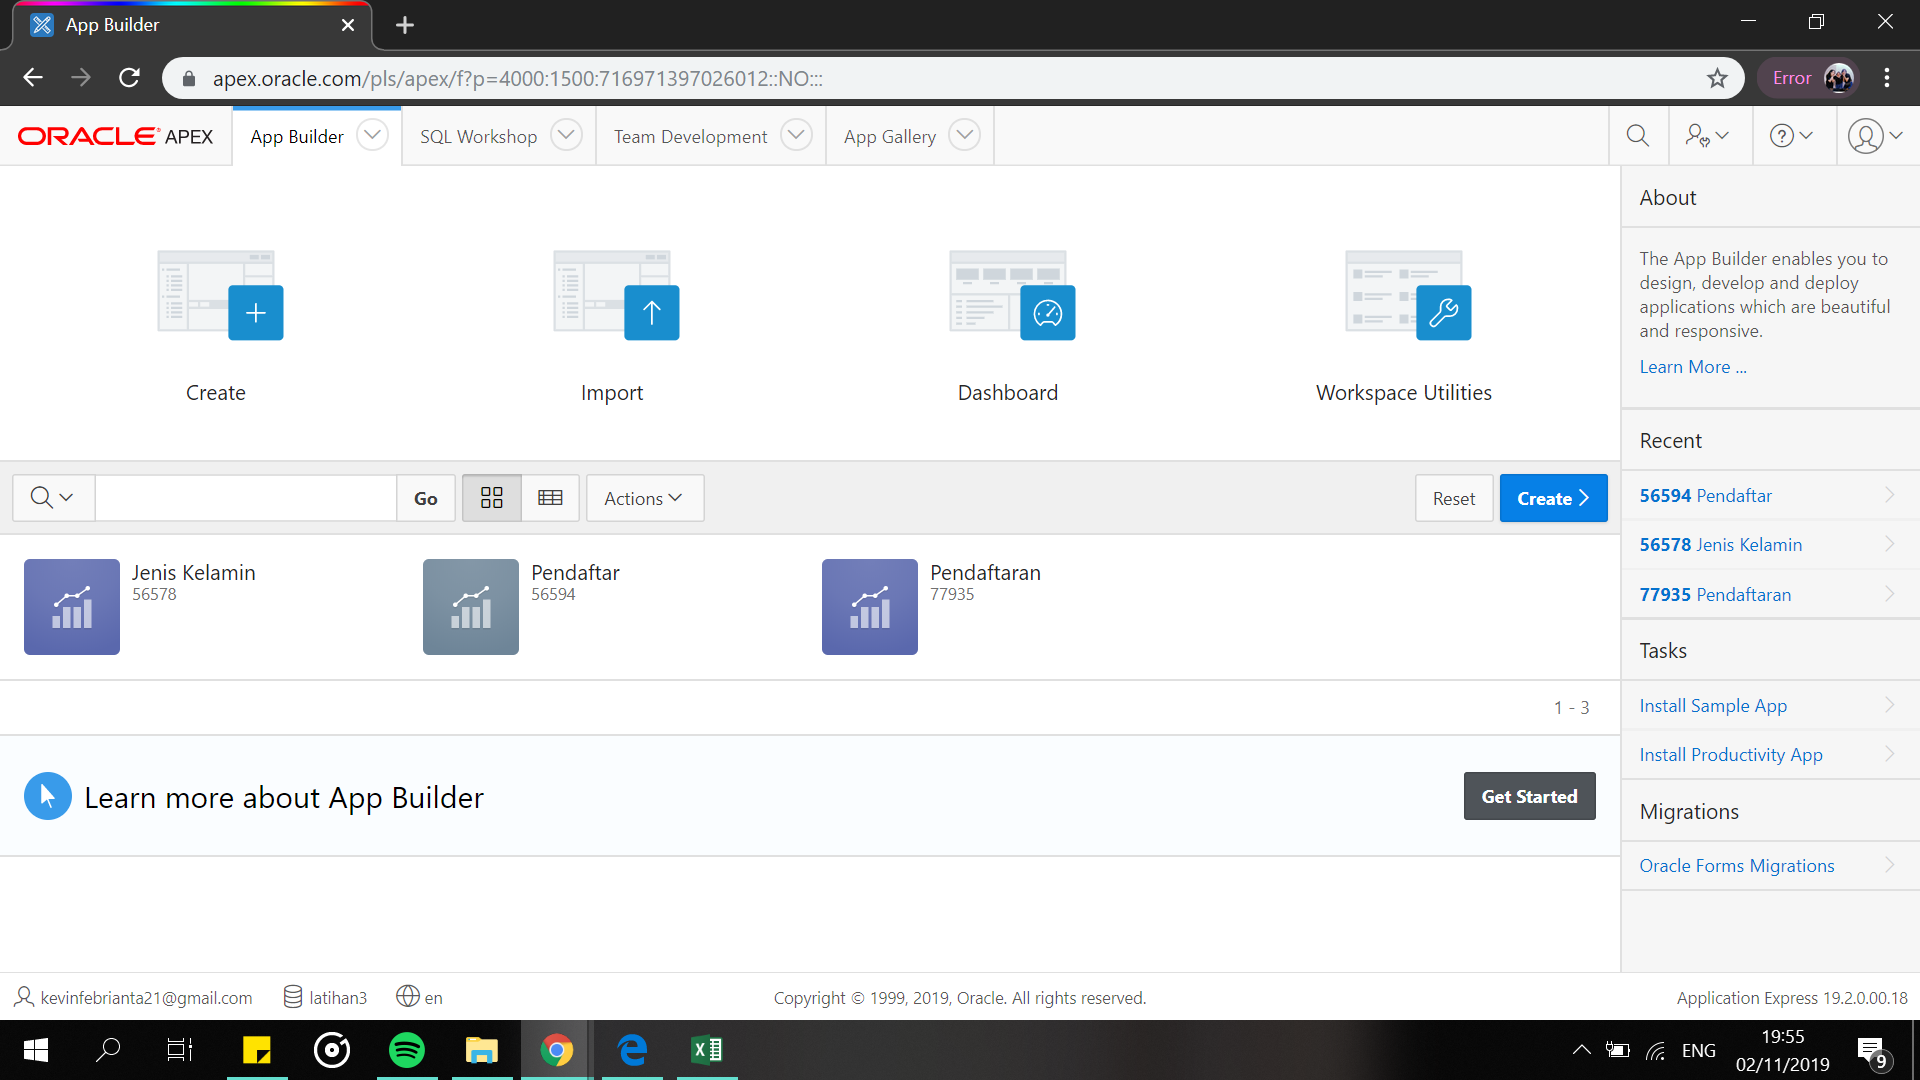 App Builder
apex.oracle.com/pls/apex/f?p=4000:1500:716971397026012::NO:::
Error
ORACLE APEX
App Builder
SQL Workshop
Team Development
App Gallery
Create
Import
Dashboard
Workspace Utilities
Go
Actions
Reset
Create
Jenis Kelamin
56578
Pendaftar
56594
Pendaftaran
77935
1 - 3
Learn more about App Builder
Get Started
About
The App Builder enables you to
design, develop and deploy
applications which are beautiful
and responsive.
Learn More ...
Recent
56594 Pendaftar
56578 Jenis Kelamin
77935 Pendaftaran
Tasks
Install Sample App
Install Productivity App
Migrations
Oracle Forms Migrations
kevinfebrianta21@gmail.com
latihan3
en
Copyright © 1999, 2019, Oracle. All rights reserved.
Application Express 19.2.0.00.18
ENG
19:55
02/11/2019
9